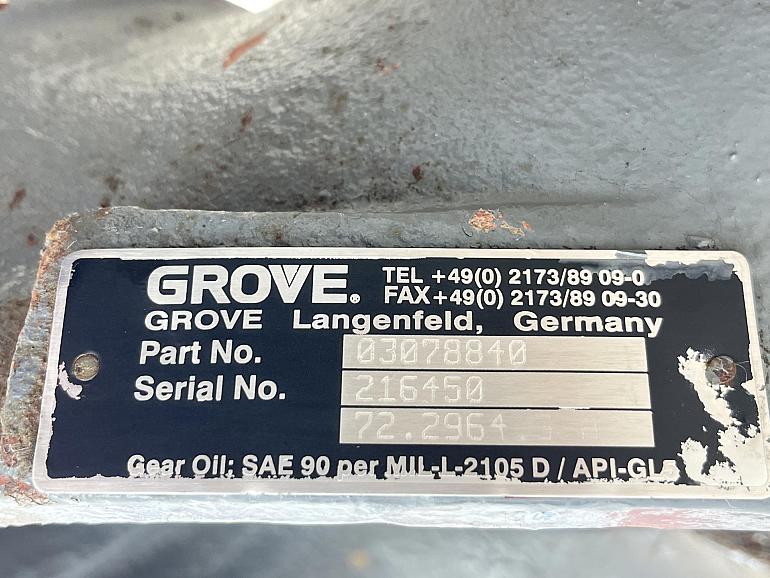 GROVE® TEL +49(0) 2173/89 09-0
FAX+49(0) 2173/89 09-30
GROVE Langenfeld, Germany
Part No. 03078840
Serial No. 216450
72.2964
Gear Oil: SAE 90 per MIL-L-2105 D / API-GL5